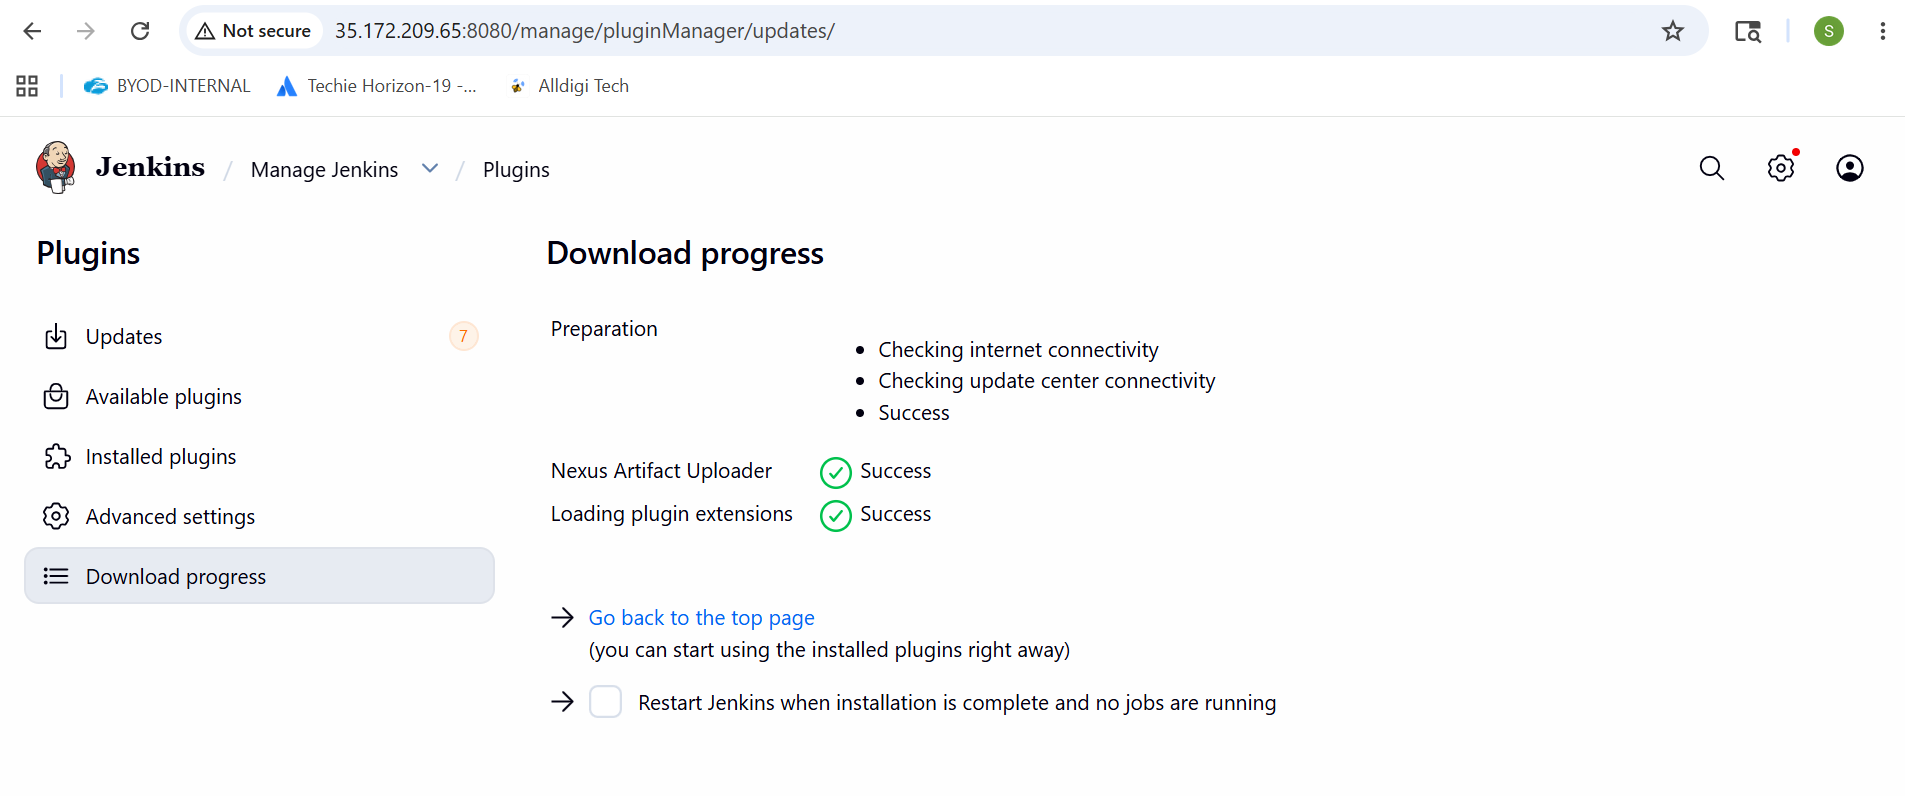 Not secure 35.172.209.65:8080/manage/pluginManager/updates/ S
BYOD-INTERNAL Techie Horizon-19 -... Alldigi Tech
Jenkins / Manage Jenkins / Plugins
Plugins
Updates 7
Available plugins
Installed plugins
Advanced settings
Download progress
Download progress
Preparation
Checking internet connectivity
Checking update center connectivity
Success
Nexus Artifact Uploader Success
Loading plugin extensions Success
Go back to the top page
(you can start using the installed plugins right away)
Restart Jenkins when installation is complete and no jobs are running